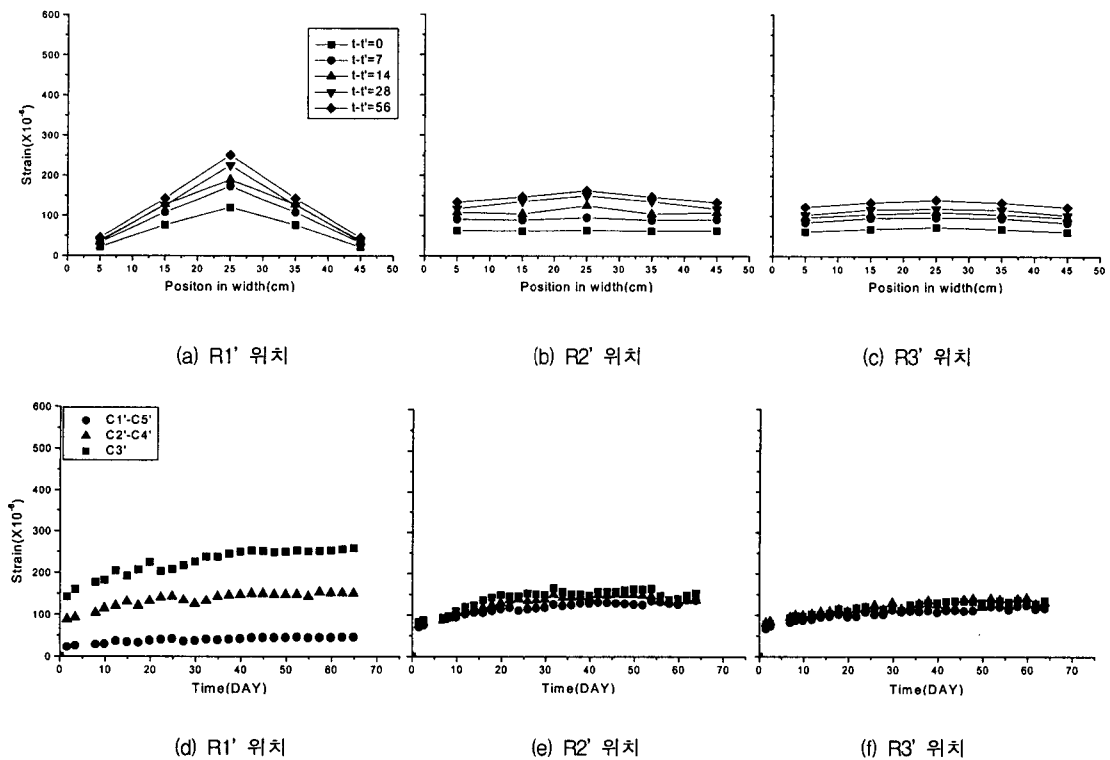 600
500
400
300
200
100
0
Strain(X10⁻⁶)
t-t'=0
t-t'=7
t-t'=14
t-t'=28
t-t'=56
0 5 10 15 20 25 30 35 40 45 50
Positon in width(cm)
0 5 10 15 20 25 30 35 40 45 50
Position in width(cm)
0 5 10 15 20 25 30 35 40 45 50
Position in width(cm)
(a) R1' 위치
(b) R2' 위치
(c) R3' 위치
600
500
400
300
200
100
0
Strain(X10⁻⁶)
C1'-C5'
C2'-C4'
C3'
0 10 20 30 40 50 60 70
Time(DAY)
0 10 20 30 40 50 60 70
Time(DAY)
0 10 20 30 40 50 60 70
Time(DAY)
(d) R1' 위치
(e) R2' 위치
(f) R3' 위치